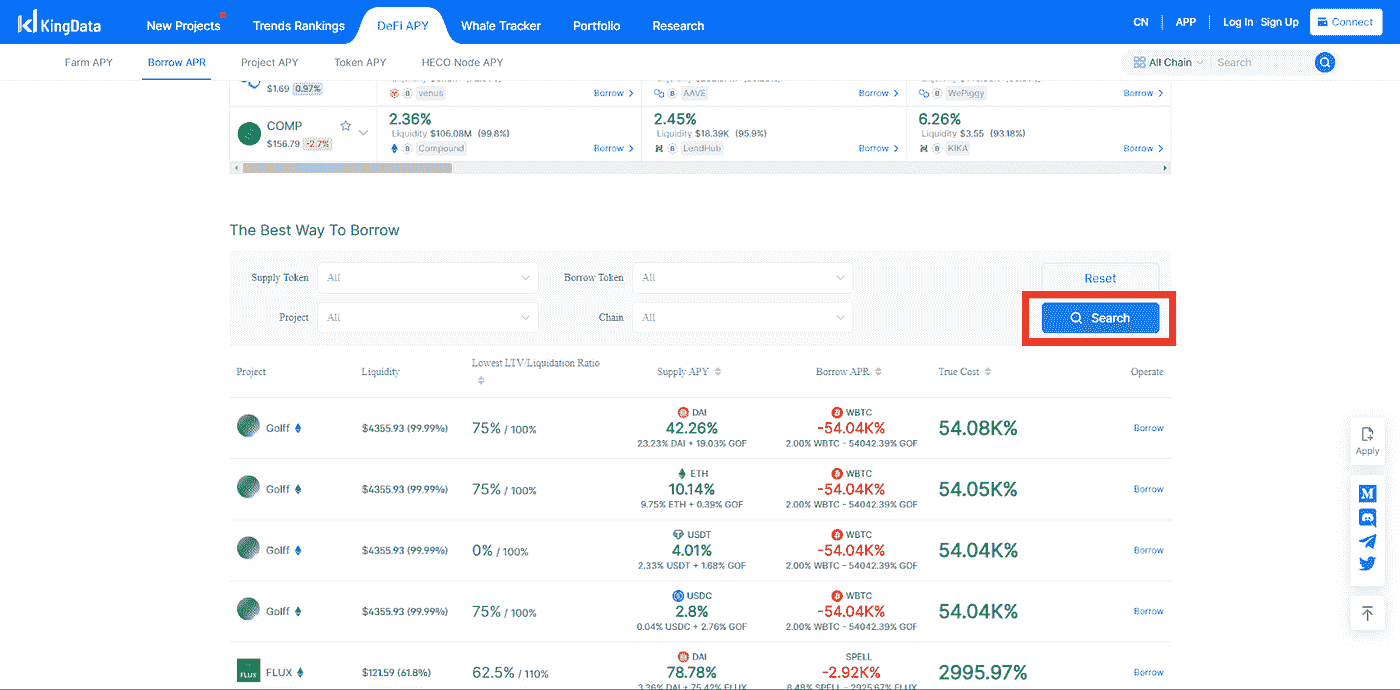 KingData
New Projects Trends Rankings DeFi APY Whale Tracker Portfolio Research CN APP Log In Sign Up Connect
Farm APY Borrow APR Project APY Token APY HECO Node APY All Chain Search
$1.69 0.97% venus Borrow AAVE Borrow WePiggy Borrow
COMP 2.36% 2.45% 6.26%
$156.79 -2.7% Liquidity $106.08M (99.8%) Liquidity $18.39K (95.9%) Liquidity $3.55 (93.18%)
Compound Borrow LendHub Borrow KIKA Borrow
The Best Way To Borrow
Supply Token All Borrow Token All Reset
Project All Chain All Search
Project Liquidity Lowest LTV/Liquidation Ratio Supply APY Borrow APR True Cost Operate
DAI WBTC
Golff $4355.93 (99.99%) 75% / 100% 42.26% -54.04K% 54.08K% Borrow
23.23% DAI + 19.03% GOF 2.00% WBTC - 54042.39% GOF
ETH WBTC
Golff $4355.93 (99.99%) 75% / 100% 10.14% -54.04K% 54.05K% Borrow
9.75% ETH + 0.39% GOF 2.00% WBTC - 54042.39% GOF
USDT WBTC
Golff $4355.93 (99.99%) 0% / 100% 4.01% -54.04K% 54.04K% Borrow
2.33% USDT + 1.68% GOF 2.00% WBTC - 54042.39% GOF
USDC WBTC
Golff $4355.93 (99.99%) 75% / 100% 2.8% -54.04K% 54.04K% Borrow
0.04% USDC + 2.76% GOF 2.00% WBTC - 54042.39% GOF
DAI SPELL
FLUX FLUX $121.59 (61.8%) 62.5% / 110% 78.78% -2.92K% 2995.97% Borrow
3.36% DAI + 75.42% FLUX 8.48% SPELL - 2925.67% FLUX
Apply